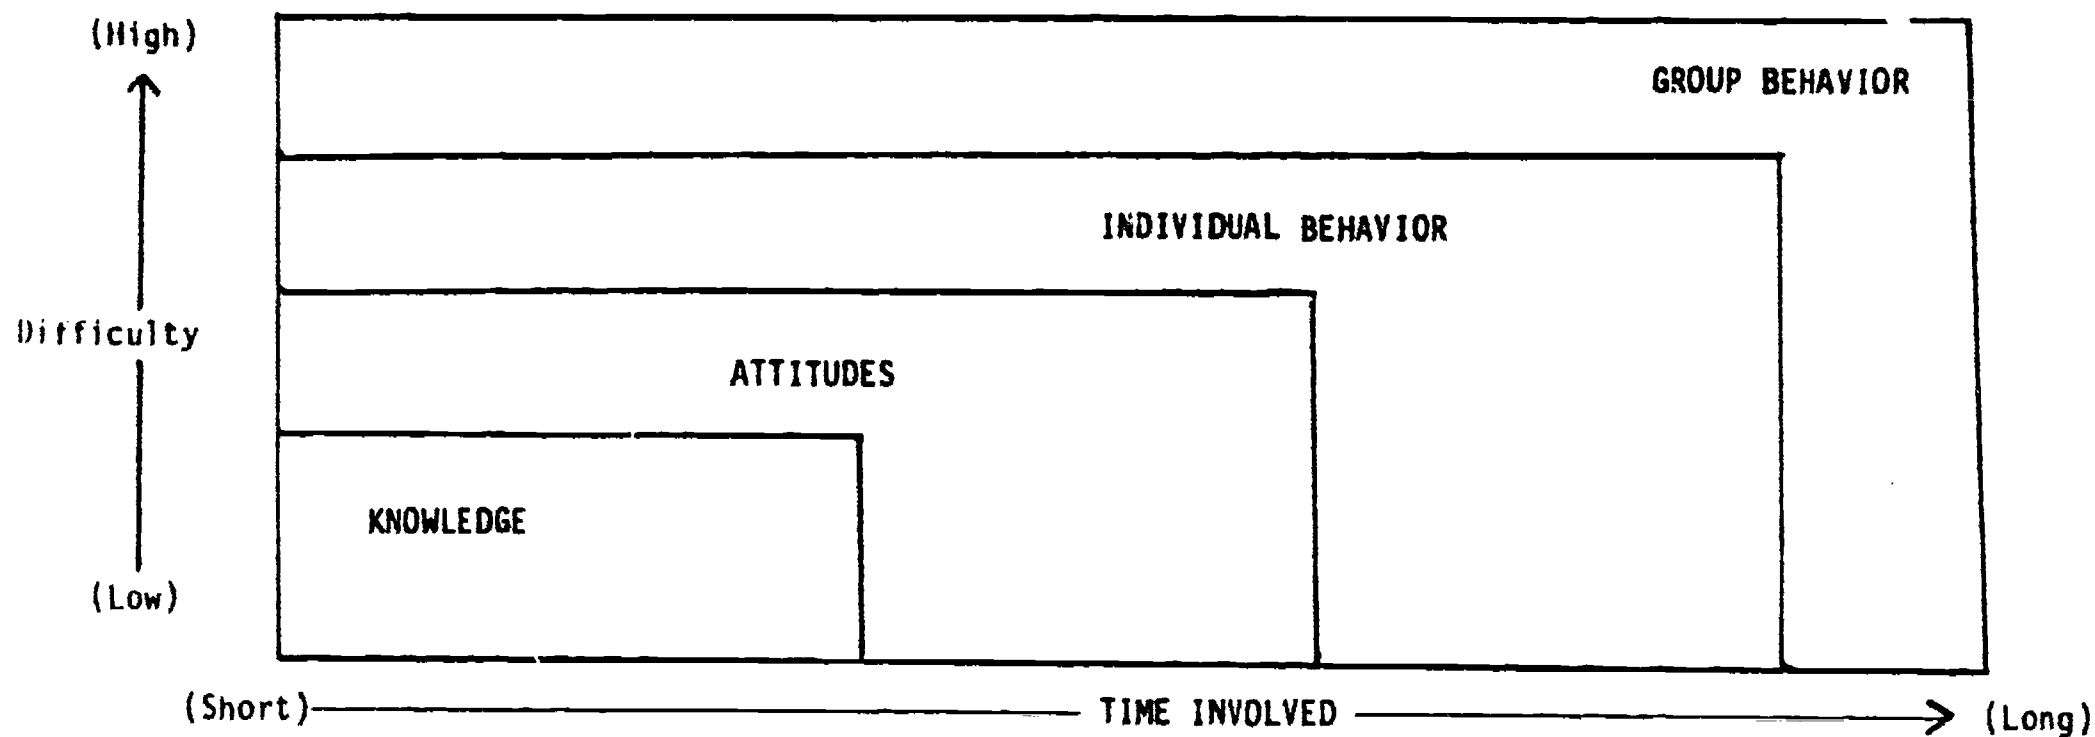 (High)
GROUP BEHAVIOR
INDIVIDUAL BEHAVIOR
Difficulty
ATTITUDES
KNOWLEDGE
(Low)
(Short) TIME INVOLVED (Long)